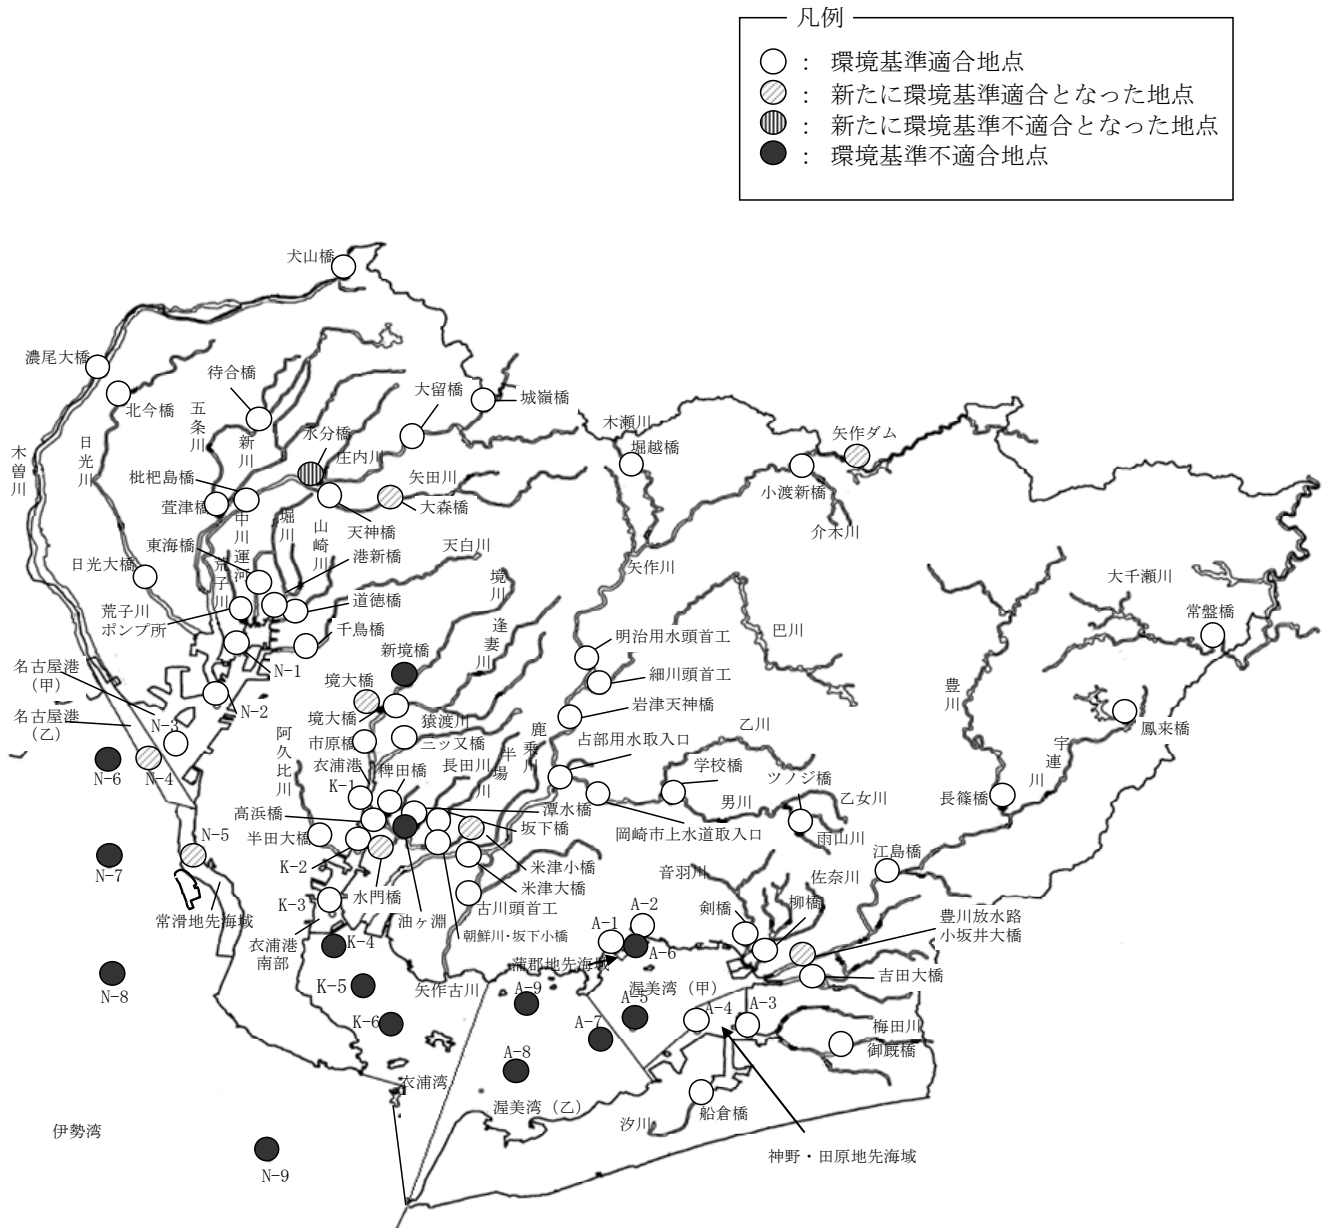 凡例
○ : 環境基準適合地点
: 新たに環境基準適合となった地点
: 新たに環境基準不適合となった地点
● : 環境基準不適合地点
犬山橋
濃尾大橋
北今橋
待合橋
大留橋
城嶺橋
木瀬川
堀越橋
矢作ダム
小渡新橋
介木川
木曽川
日光川
五条川
新川
水分橋
庄内川
矢田川
大森橋
枇杷島橋
萱津橋
天神橋
中川運河
堀川
山崎川
荒子川
東海橋
港新橋
天白川
日光大橋
荒子川
ポンプ所
道徳橋
千鳥橋
矢作川
大千瀬川
常盤橋
境川
逢妻川
巴川
明治用水頭首工
細川頭首工
岩津天神橋
名古屋港
(甲)
名古屋港
(乙)
N-1
N-2
N-3
N-4
N-5
N-6
N-7
N-8
N-9
新境橋
境大橋
境大橋
猿渡川
市原橋
三ッ又橋
阿久比川
衣浦港
K-1
稗田橋
長田川
半場川
鹿乗川
占部用水取入口
乙川
学校橋
男川
ツノジ橋
乙女川
雨山川
岡崎市上水道取入口
豊川
宇連川
鳳来橋
長篠橋
江島橋
高浜橋
半田大橋
潭水橋
坂下橋
米津小橋
米津大橋
古川頭首工
K-2
K-3
水門橋
油ヶ淵
朝鮮川・坂下小橋
常滑地先海域
衣浦港
南部
K-4
K-5
K-6
矢作古川
音羽川
佐奈川
剣橋
柳橋
豊川放水路
小坂井大橋
吉田大橋
A-1
A-2
A-6
蒲郡地先海域
渥美湾(甲)
A-9
A-5
A-4
A-3
A-7
A-8
梅田川
御厩橋
衣浦湾
渥美湾(乙)
船倉橋
汐川
神野・田原地先海域
伊勢湾